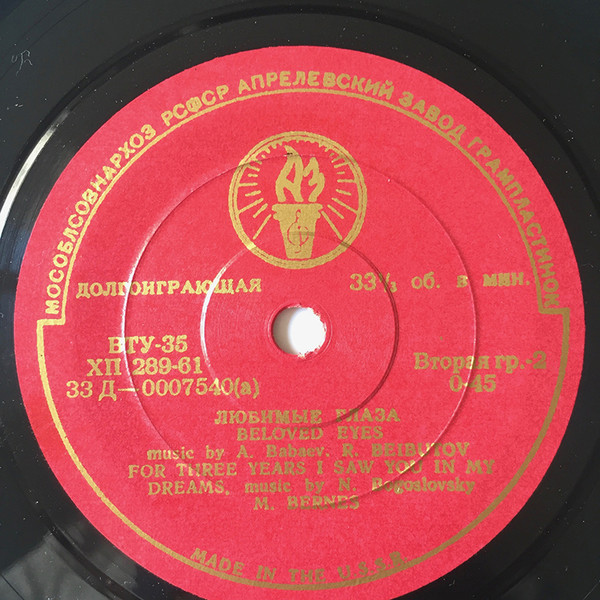 МОСОБЛСОВНАРХОЗ РСФСР АПРЕЛЕВСКИЙ ЗАВОД ГРАМПЛАСТИНОК
АЗ
ДОЛГОИГРАЮЩАЯ 33⅓ об. в мин.
ВТУ-35
ХП 289-61 Вторая гр.-2
33 Д—0007540(а) 0-45
ЛЮБИМЫЕ ГЛАЗА
BELOVED EYES
music by A. Babaev. R. BEIBUTOV
FOR THREE YEARS I SAW YOU IN MY
DREAMS, music by N. Bogoslovsky
M. BERNES
MADE IN THE U.S.S.R.